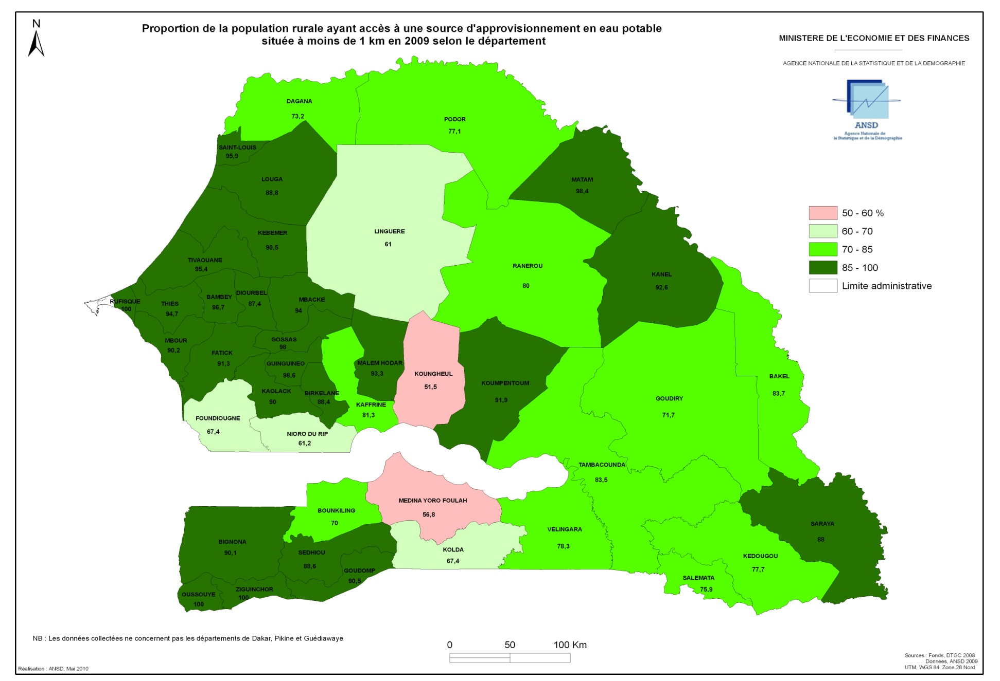 N
Proportion de la population rurale ayant accès à une source d'approvisionnement en eau potable
située à moins de 1 km en 2009 selon le département
MINISTERE DE L'ECONOMIE ET DES FINANCES
AGENCE NATIONALE DE LA STATISTIQUE ET DE LA DEMOGRAPHIE
ANSD
Agence Nationale de
la Statistique et de la Démographie
DAGANA
73,2
PODOR
77,1
SAINT-LOUIS
95,9
LOUGA
88,8
MATAM
98,4
LINGUERE
61
KEBEMER
90,5
TIVAOUANE
95,4
RANEROU
80
KANEL
92,6
RUFISQUE
100
THIES
94,7
BAMBEY
96,7
DIOURBEL
87,4
MBACKE
94
MBOUR
90,2
GOSSAS
98
FATICK
91,3
GUINGUINEO
98,6
MALEM HODAR
93,3
KOUNGHEUL
51,5
KOUMPENTOUM
91,9
KAOLACK
90
BIRKELANE
88,4
KAFFRINE
81,3
GOUDIRY
71,7
BAKEL
83,7
FOUNDIOUGNE
67,4
NIORO DU RIP
61,2
TAMBACOUNDA
83,5
MEDINA YORO FOULAH
56,8
BOUNKILING
70
VELINGARA
78,3
SARAYA
88
BIGNONA
90,1
SEDHIOU
88,6
KOLDA
67,4
KEDOUGOU
77,7
GOUDOMP
90,5
SALEMATA
75,9
OUSSOUYE
100
ZIGUINCHOR
100
50 - 60 %
60 - 70
70 - 85
85 - 100
Limite administrative
NB : Les données collectées ne concernent pas les départements de Dakar, Pikine et Guédiawaye
0 50 100 Km
Réalisation : ANSD, Mai 2010
Sources : Fonds, DTGC 2008
Données, ANSD 2009
UTM, WGS 84, Zone 28 Nord